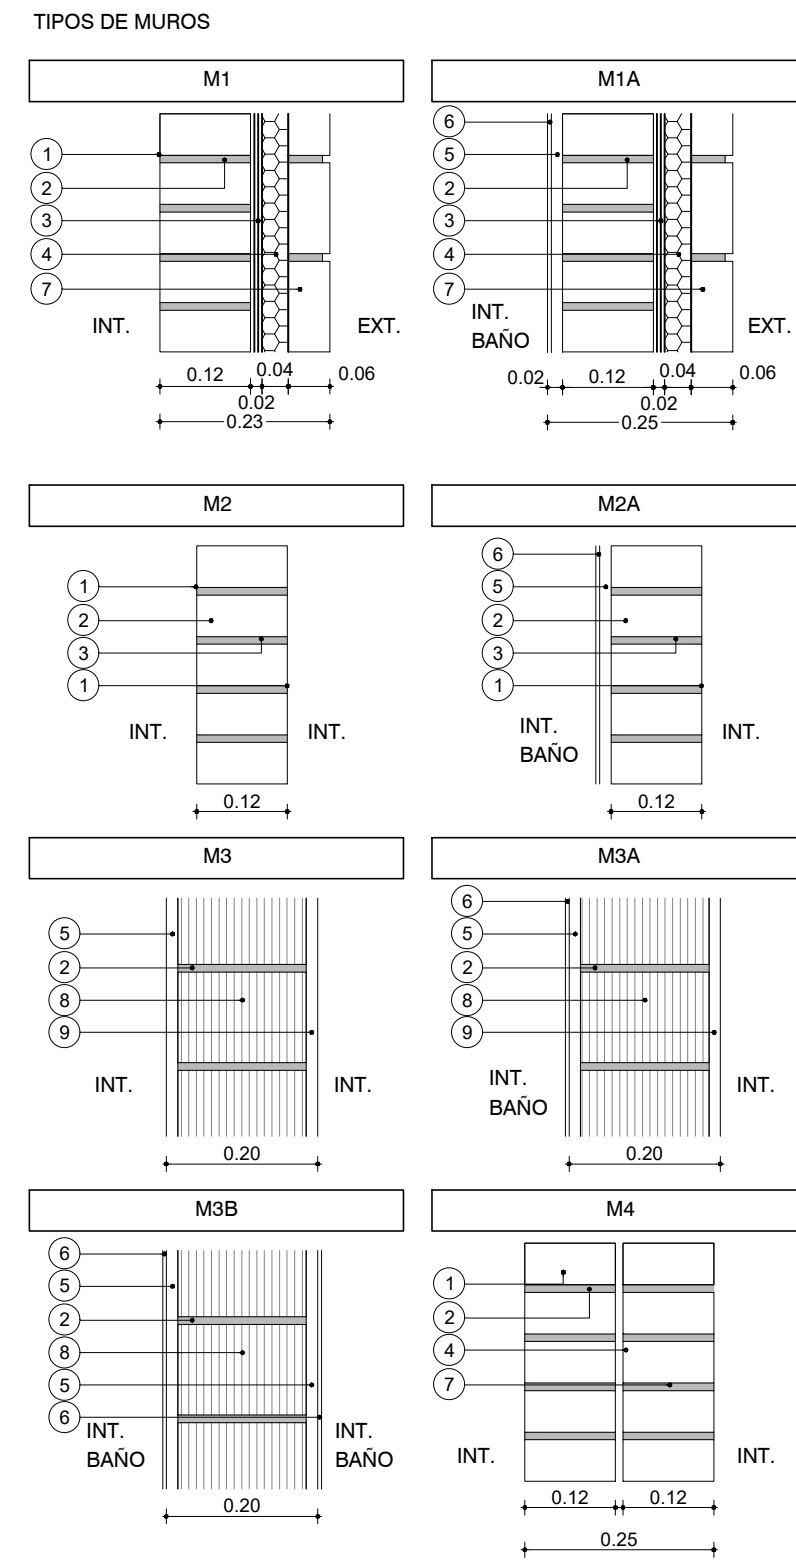 TIPOS DE MUROS
M1
1
2
3
4
7
INT.
EXT.
0.12
0.04
0.06
0.02
0.23
M1A
6
5
2
3
4
7
INT.
BAÑO
EXT.
0.02
0.12
0.04
0.06
0.02
0.25
M2
1
2
3
1
INT.
INT.
0.12
M2A
6
5
2
3
1
INT.
BAÑO
INT.
0.12
M3
5
2
8
9
INT.
INT.
0.20
M3A
6
5
2
8
9
INT.
BAÑO
INT.
0.20
M3B
6
5
2
8
5
6
INT.
BAÑO
INT.
BAÑO
0.20
M4
1
2
4
7
INT.
INT.
0.12
0.12
0.25